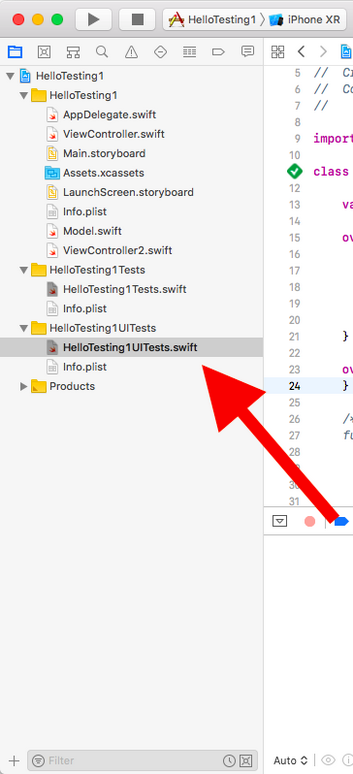 HelloTesting1 〉 iPhone XR
HelloTesting1
HelloTesting1
AppDelegate.swift
ViewController.swift
Main.storyboard
Assets.xcassets
LaunchScreen.storyboard
Info.plist
Model.swift
ViewController2.swift
HelloTesting1Tests
HelloTesting1Tests.swift
Info.plist
HelloTesting1UITests
HelloTesting1UITests.swift
Info.plist
Products
Filter
5 // Cr
6 // Co
7 //
8
9 import
10
class
12
13 va
14
15 ov
16
17
18
19
20
21 }
22
23 ov
24 }
25
26 /*
27 fu
28
29
30
31
Auto